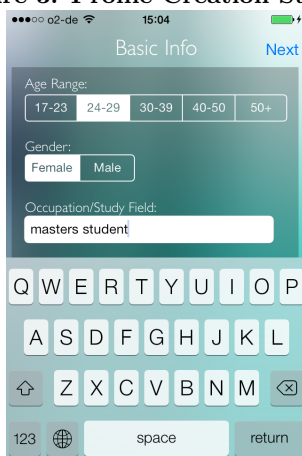 o2-de 15:04
Basic Info Next
Age Range:
17-23 24-29 30-39 40-50 50+
Gender:
Female Male
Occupation/Study Field:
masters student
Q W E R T Y U I O P
A S D F G H J K L
Z X C V B N M
123 space return